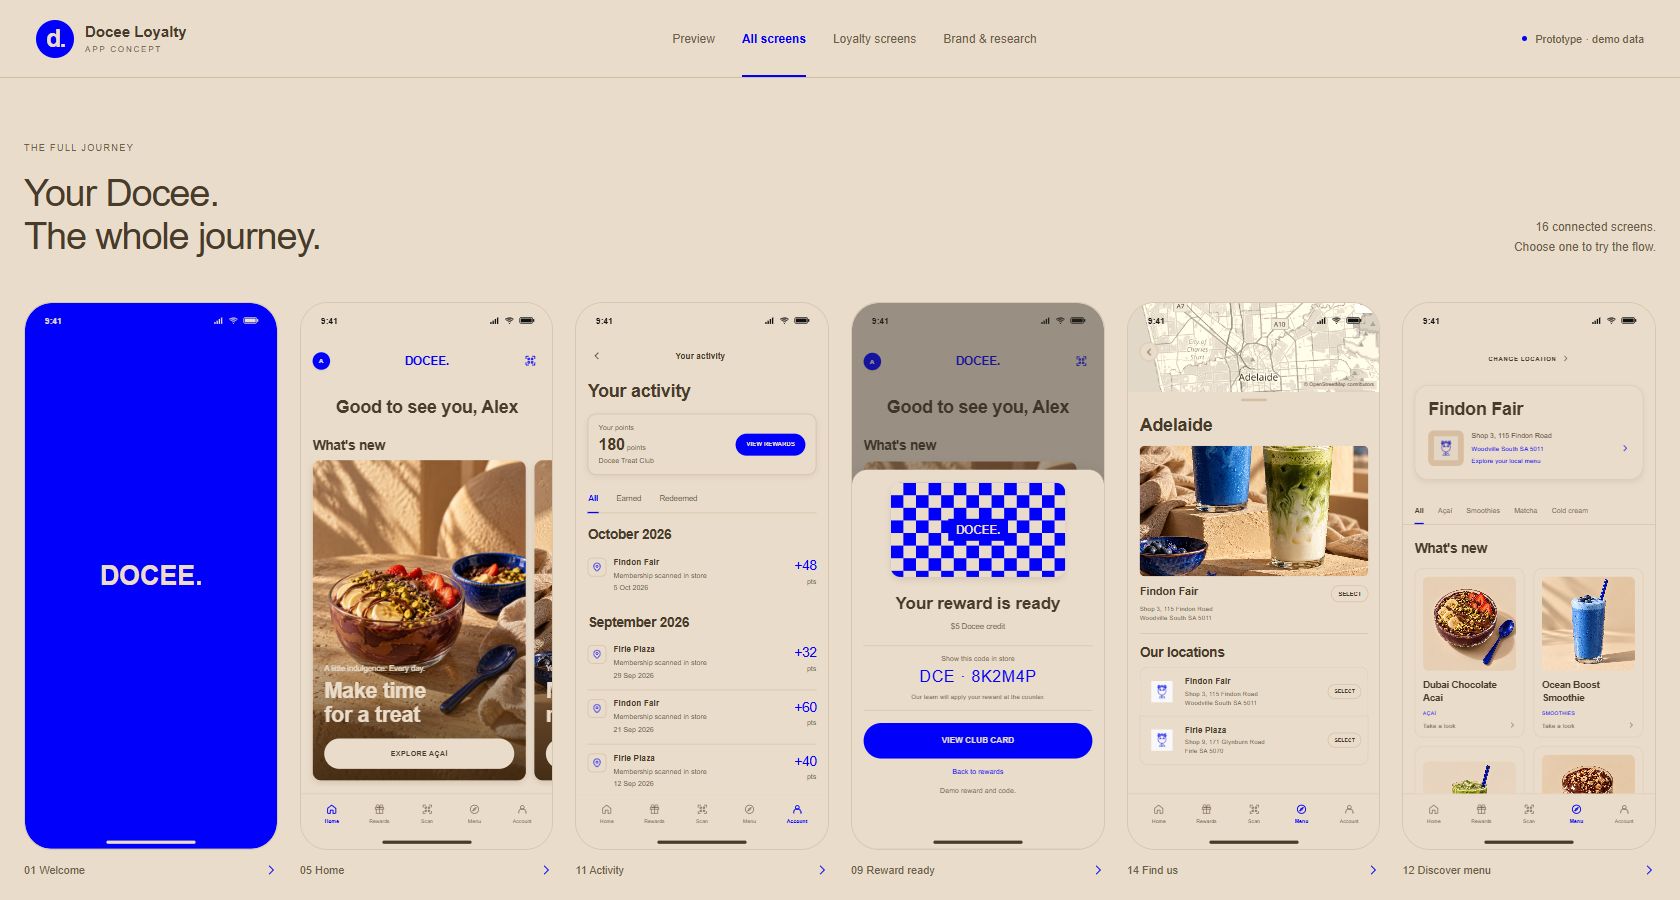 d.
Docee Loyalty
APP CONCEPT
Preview
All screens
Loyalty screens
Brand & research
Prototype · demo data
THE FULL JOURNEY
Your Docee.
The whole journey.
16 connected screens.
Choose one to try the flow.
9:41
DOCEE.
01 Welcome
9:41
A
DOCEE.
Good to see you, Alex
What's new
A little indulgence. Every day.
Make time
for a treat
EXPLORE AÇAÍ
Home
Rewards
Scan
Menu
Account
05 Home
9:41
Your activity
Your activity
Your points
180 points
Docee Treat Club
VIEW REWARDS
All
Earned
Redeemed
October 2026
Findon Fair
Membership scanned in store
5 Oct 2026
+48
pts
September 2026
Firle Plaza
Membership scanned in store
29 Sep 2026
+32
pts
Findon Fair
Membership scanned in store
21 Sep 2026
+60
pts
Firle Plaza
Membership scanned in store
12 Sep 2026
+40
pts
Home
Rewards
Scan
Menu
Account
11 Activity
9:41
A
DOCEE.
Good to see you, Alex
What's new
DOCEE.
Your reward is ready
$5 Docee credit
Show this code in store
DCE · 8K2M4P
Our team will apply your reward at the counter.
VIEW CLUB CARD
Back to rewards
Demo reward and code.
09 Reward ready
9:41
A7
A10
City of
Charles
Sturt
Adelaide
© OpenStreetMap contributors
Adelaide
Findon Fair
Shop 3, 115 Findon Road
Woodville South SA 5011
SELECT
Our locations
Findon Fair
Shop 3, 115 Findon Road
Woodville South SA 5011
SELECT
Firle Plaza
Shop 9, 171 Glynburn Road
Firle SA 5070
SELECT
Home
Rewards
Scan
Menu
Account
14 Find us
9:41
CHANGE LOCATION
Findon Fair
Shop 3, 115 Findon Road
Woodville South SA 5011
Explore your local menu
All
Açaí
Smoothies
Matcha
Cold cream
What's new
Dubai Chocolate
Acai
AÇAÍ
Take a look
Ocean Boost
Smoothie
SMOOTHIES
Take a look
Home
Rewards
Scan
Menu
Account
12 Discover menu